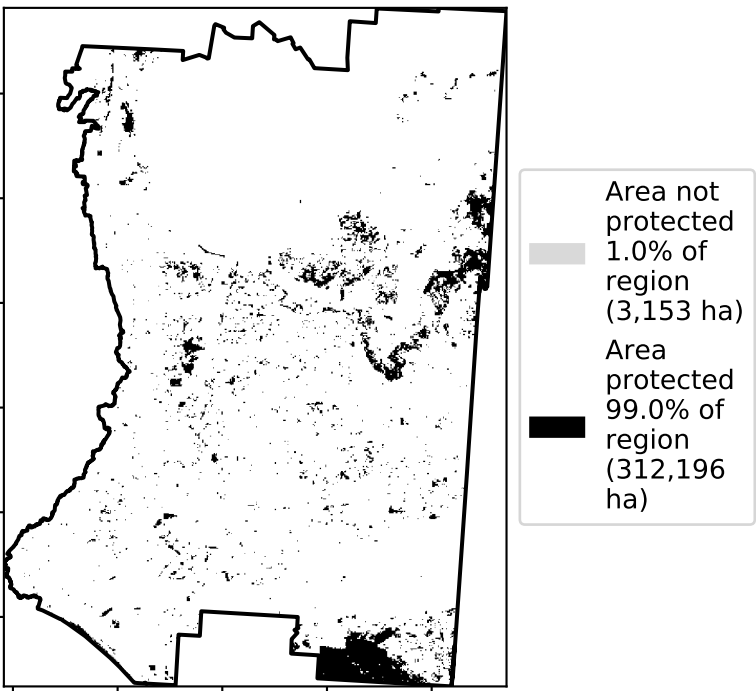 Area not
protected
1.0% of
region
(3,153 ha)
Area
protected
99.0% of
region
(312,196
ha)